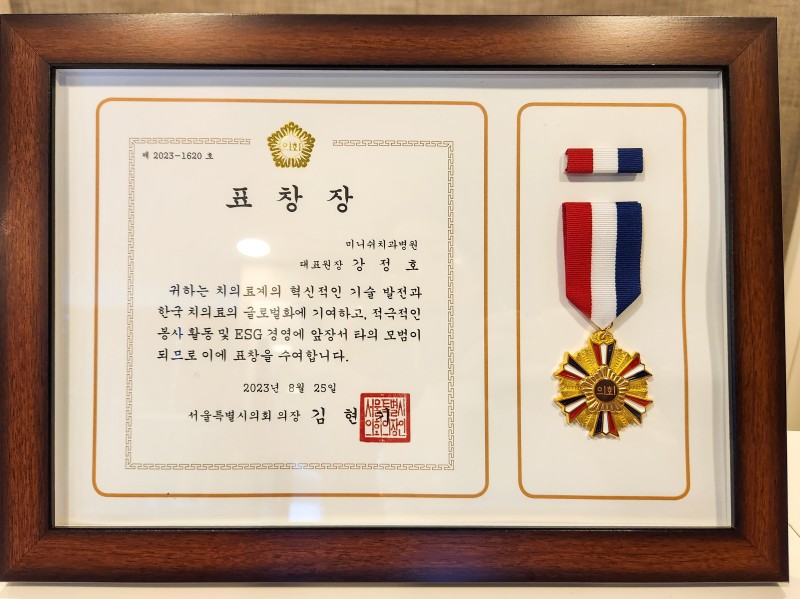 의회
제 2023-1620 호
표 창 장
미니쉬치과병원
대표원장 강 정 호
귀하는 치의료계의 혁신적인 기술 발전과
한국 치의료의 글로벌화에 기여하고, 적극적인
봉사 활동 및 ESG 경영에 앞장서 타의 모범이
되므로 이에 표창을 수여합니다.
2023년 8월 25일
서울특별시의회 의장 김 현 기
서울특별시
의회의장인
의회